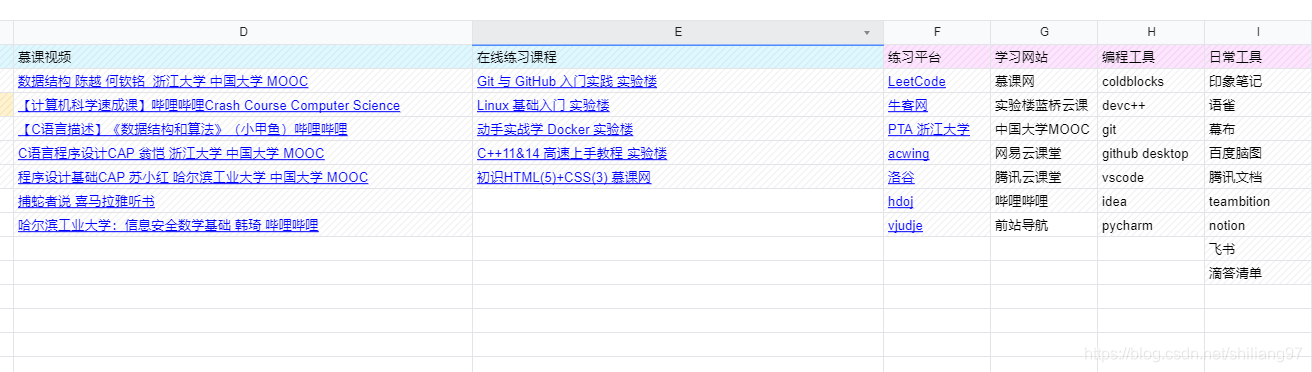 D E F G H I
慕课视频 在线练习课程 练习平台 学习网站 编程工具 日常工具
数据结构 陈越 何钦铭 浙江大学 中国大学 MOOC Git 与 GitHub 入门实践 实验楼 LeetCode 慕课网 coldblocks 印象笔记
【计算机科学速成课】哔哩哔哩Crash Course Computer Science Linux 基础入门 实验楼 牛客网 实验楼蓝桥云课 devc++ 语雀
【C语言描述】《数据结构和算法》（小甲鱼）哔哩哔哩 动手实战学 Docker 实验楼 PTA 浙江大学 中国大学MOOC git 幕布
C语言程序设计CAP 翁恺 浙江大学 中国大学 MOOC C++11&14 高速上手教程 实验楼 acwing 网易云课堂 github desktop 百度脑图
程序设计基础CAP 苏小红 哈尔滨工业大学 中国大学 MOOC 初识HTML(5)+CSS(3) 慕课网 洛谷 腾讯云课堂 vscode 腾讯文档
捕蛇者说 喜马拉雅听书 hdoj 哔哩哔哩 idea teambition
哈尔滨工业大学：信息安全数学基础 韩琦 哔哩哔哩 vjudje 前站导航 pycharm notion
飞书
滴答清单
https://blog.csdn.net/shiliang97